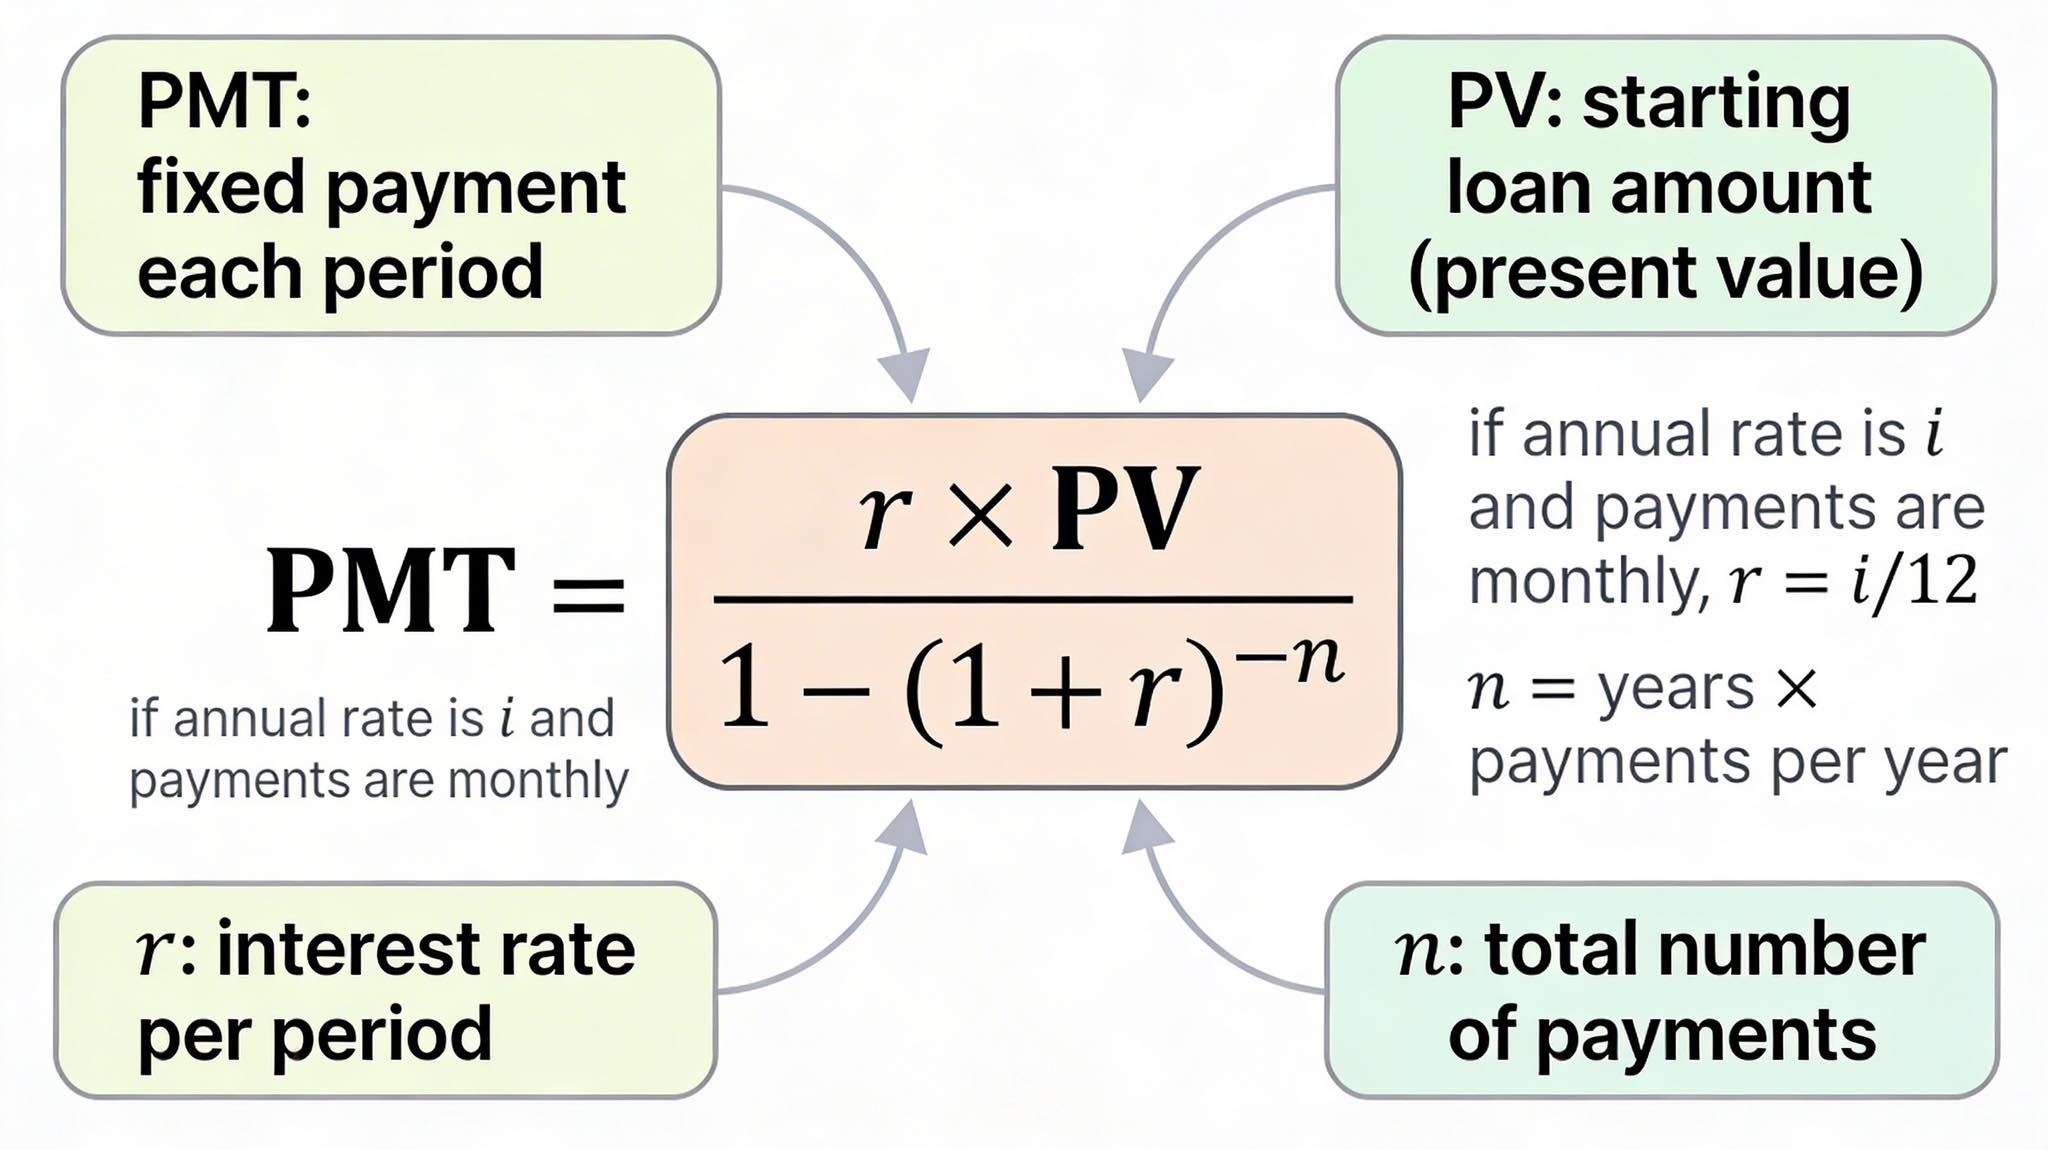 PMT:
fixed payment
each period
PV: starting
loan amount
(present value)
PMT =
r × PV
1 − (1 + r)⁻ⁿ
if annual rate is i
and payments are
monthly, r = i/12
n = years ×
payments per year
if annual rate is i and
payments are monthly
r: interest rate
per period
n: total number
of payments